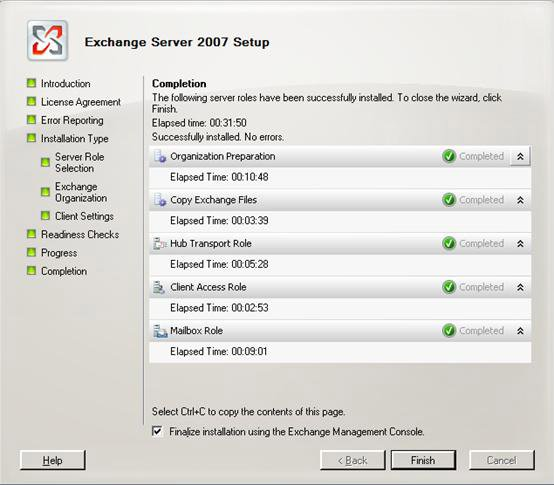 Exchange Server 2007 Setup
Introduction
License Agreement
Error Reporting
Installation Type
Server Role
Selection
Exchange
Organization
Client Settings
Readiness Checks
Progress
Completion
Completion
The following server roles have been successfully installed. To close the wizard, click
Finish.
Elapsed time: 00:31:50
Successfully installed. No errors.
Organization Preparation Completed
Elapsed Time: 00:10:48
Copy Exchange Files Completed
Elapsed Time: 00:03:39
Hub Transport Role Completed
Elapsed Time: 00:05:28
Client Access Role Completed
Elapsed Time: 00:02:53
Mailbox Role Completed
Elapsed Time: 00:09:01
Select Ctrl+C to copy the contents of this page.
Finalize installation using the Exchange Management Console.
Help < Back Finish Cancel